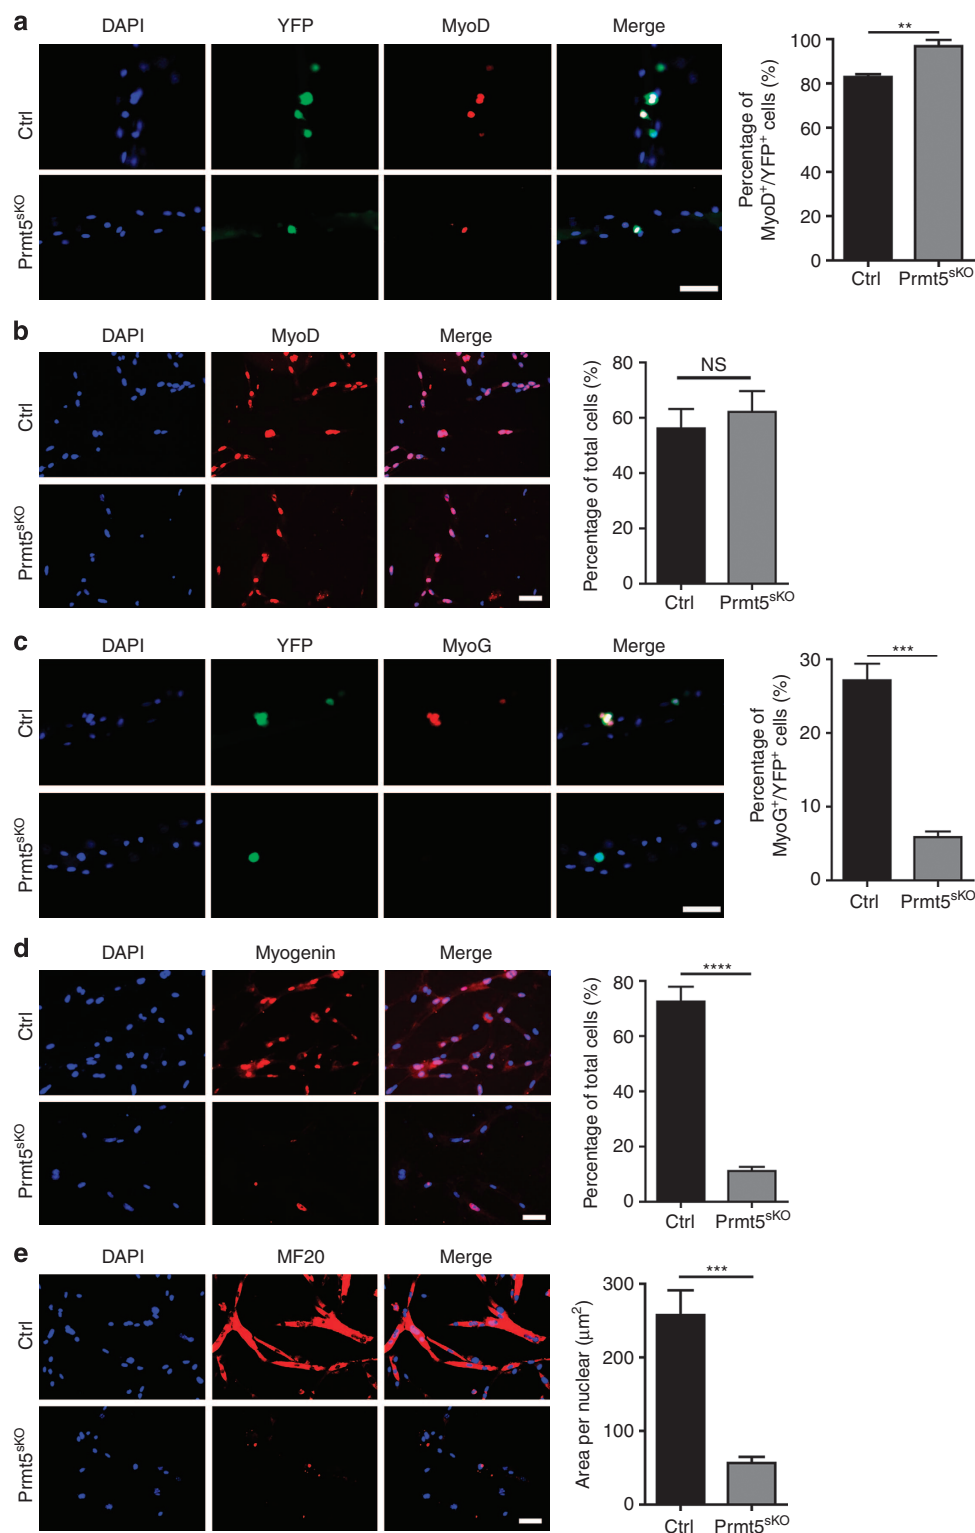 a
DAPI YFP MyoD Merge
Ctrl
Prmt5sKO
Percentage of
MyoD+/YFP+ cells (%)
100
80
60
40
20
0
**
Ctrl Prmt5sKO
b
DAPI MyoD Merge
Ctrl
Prmt5sKO
Percentage of total cells (%)
80
60
40
20
0
NS
Ctrl Prmt5sKO
c
DAPI YFP MyoG Merge
Ctrl
Prmt5sKO
Percentage of
MyoG+/YFP+ cells (%)
30
20
10
0
***
Ctrl Prmt5sKO
d
DAPI Myogenin Merge
Ctrl
Prmt5sKO
Percentage of total cells (%)
80
60
40
20
0
****
Ctrl Prmt5sKO
e
DAPI MF20 Merge
Ctrl
Prmt5sKO
Area per nuclear (μm2)
300
200
100
0
***
Ctrl Prmt5sKO